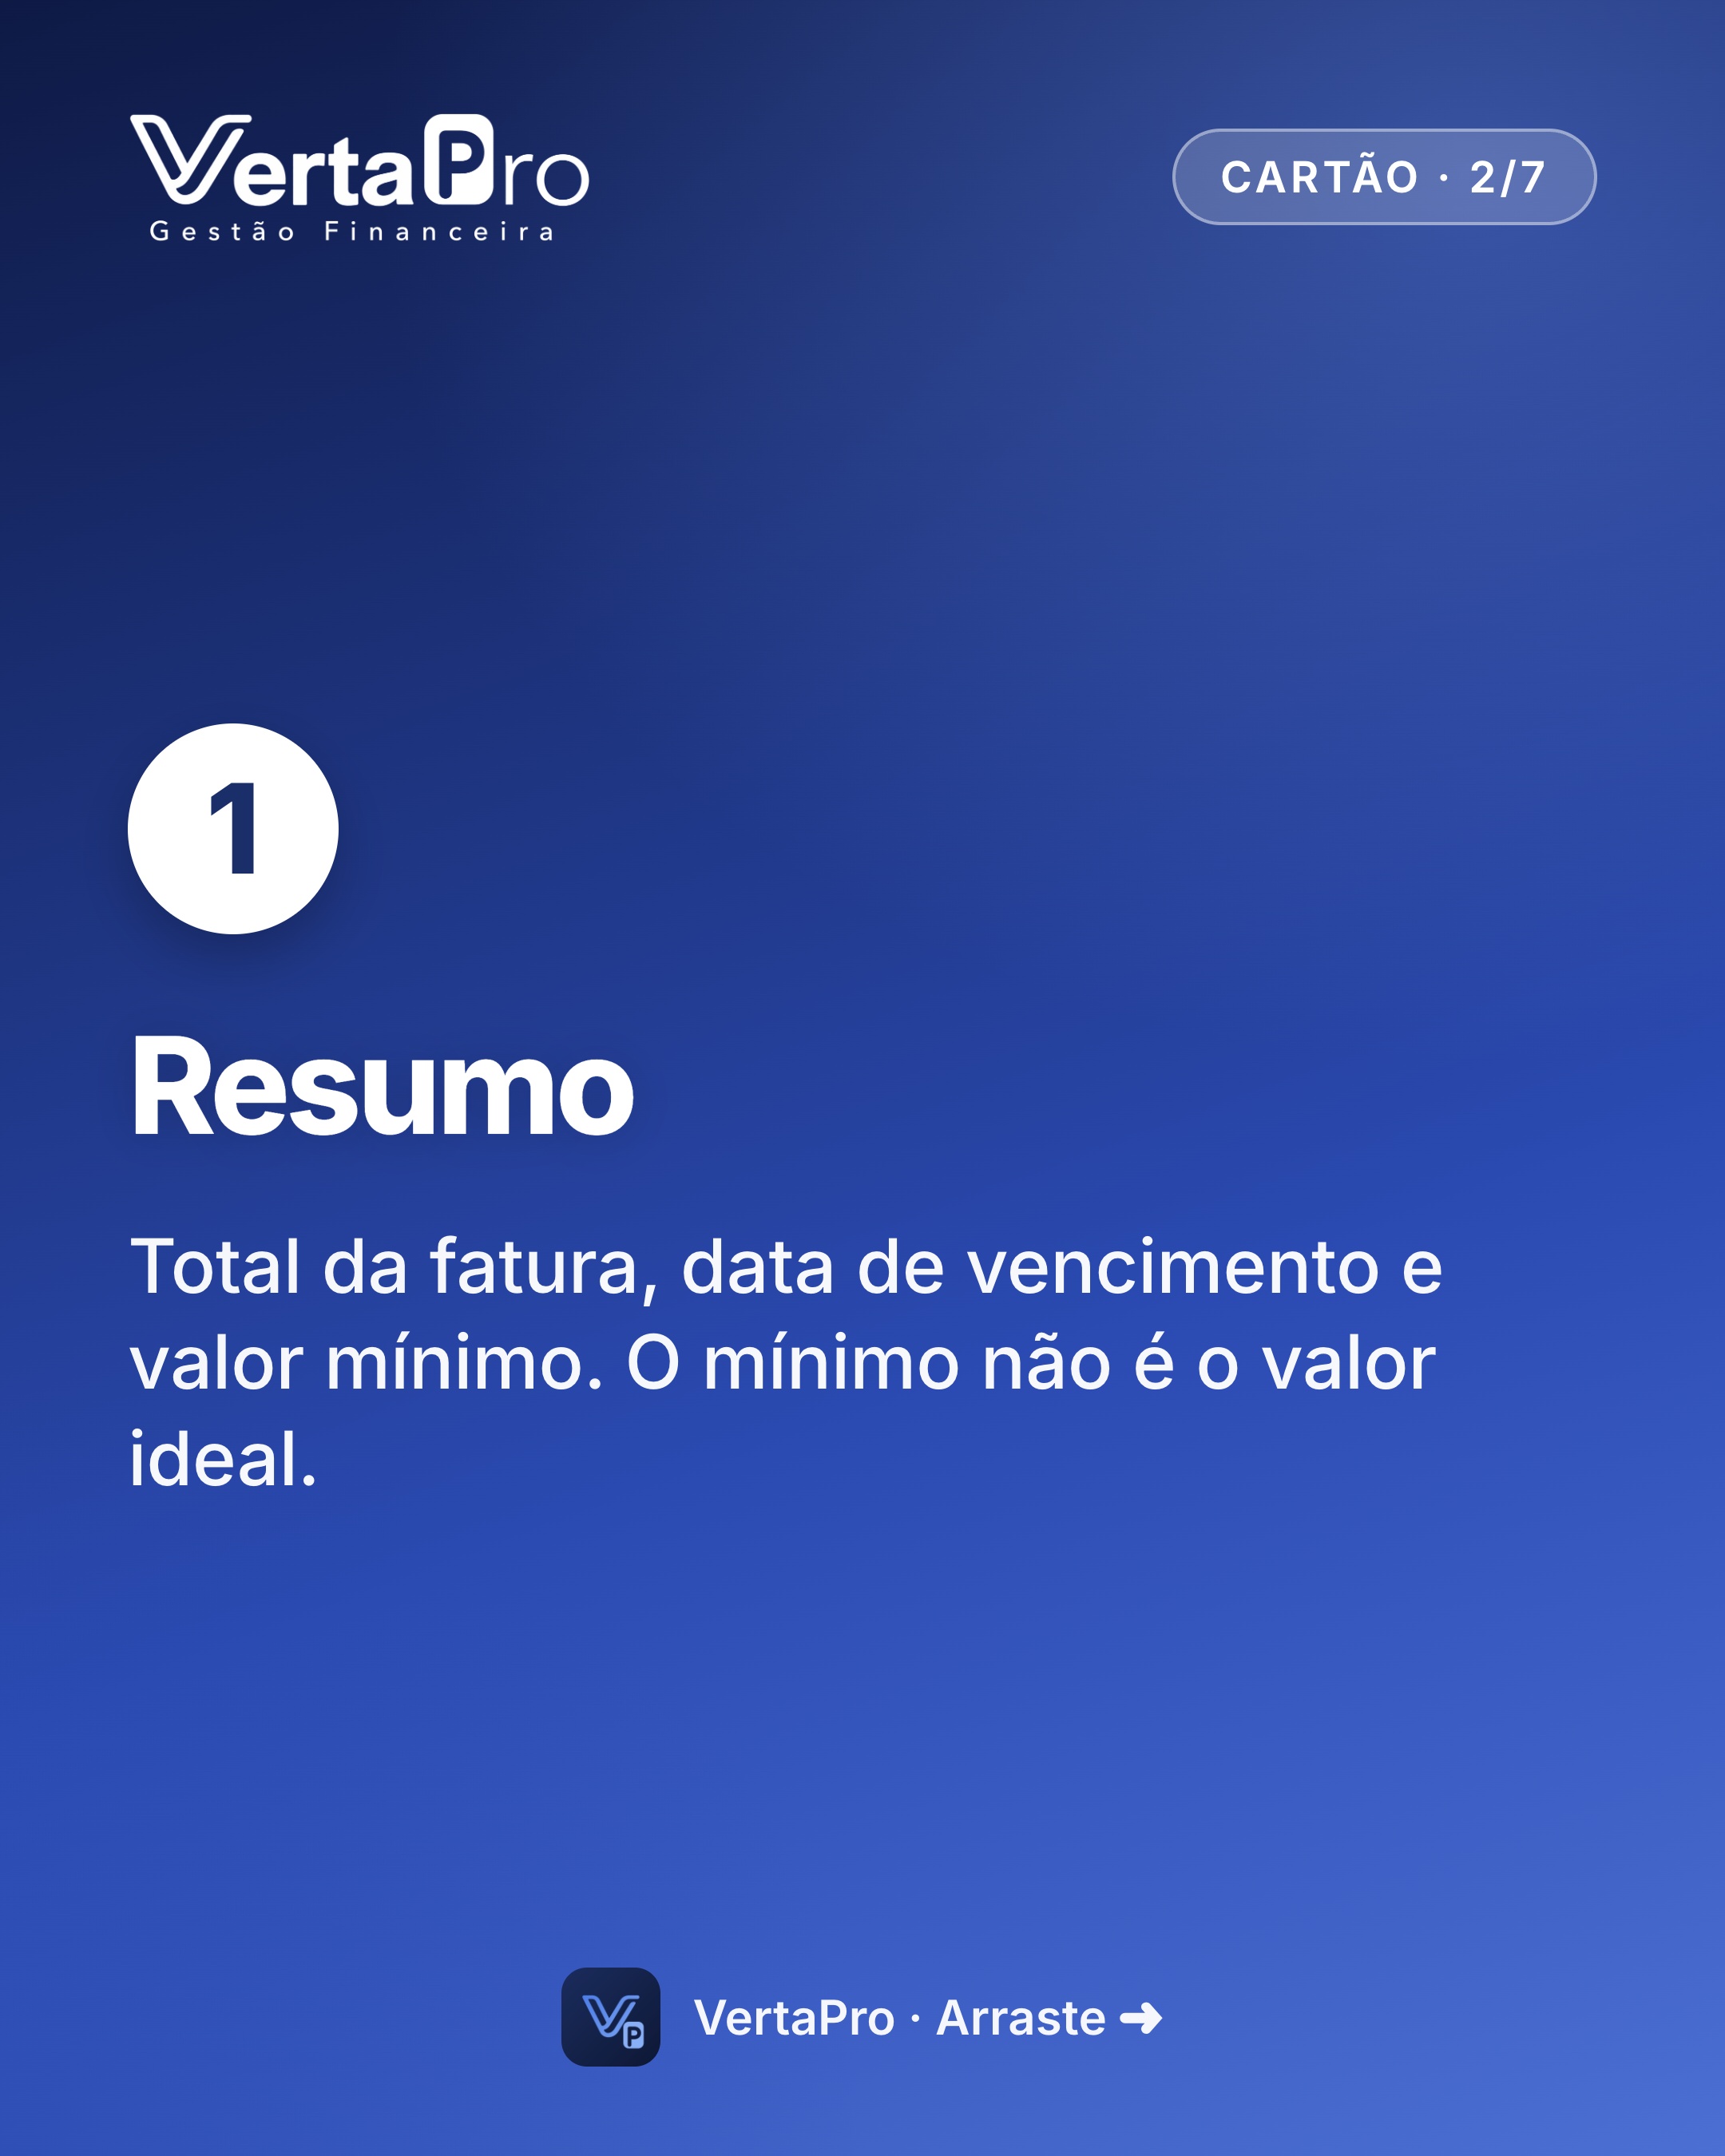 VertaPro
Gestão Financeira
CARTÃO · 2/7
1
Resumo
Total da fatura, data de vencimento e
valor mínimo. O mínimo não é o valor
ideal.
VP
VertaPro · Arraste →